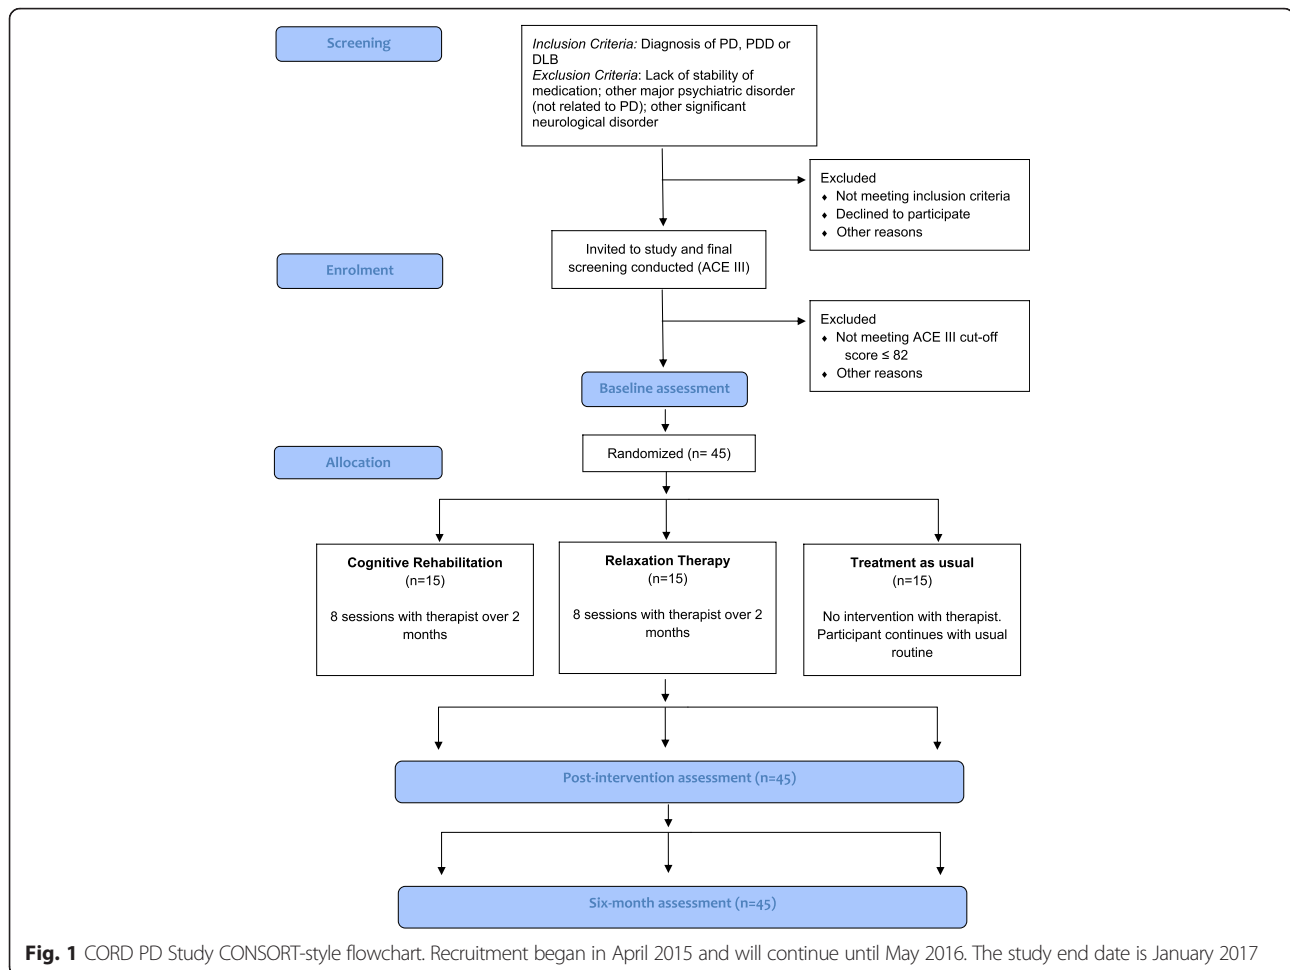 Screening
Inclusion Criteria: Diagnosis of PD, PDD or
DLB
Exclusion Criteria: Lack of stability of
medication; other major psychiatric disorder
(not related to PD); other significant
neurological disorder
Excluded
♦ Not meeting inclusion criteria
♦ Declined to participate
♦ Other reasons
Invited to study and final
screening conducted (ACE III)
Enrolment
Excluded
♦ Not meeting ACE III cut-off
score ≤ 82
♦ Other reasons
Baseline assessment
Randomized (n= 45)
Allocation
Cognitive Rehabilitation
(n=15)
8 sessions with therapist over 2
months
Relaxation Therapy
(n=15)
8 sessions with therapist over 2
months
Treatment as usual
(n=15)
No intervention with therapist.
Participant continues with usual
routine
Post-intervention assessment (n=45)
Six-month assessment (n=45)
Fig. 1 CORD PD Study CONSORT-style flowchart. Recruitment began in April 2015 and will continue until May 2016. The study end date is January 2017